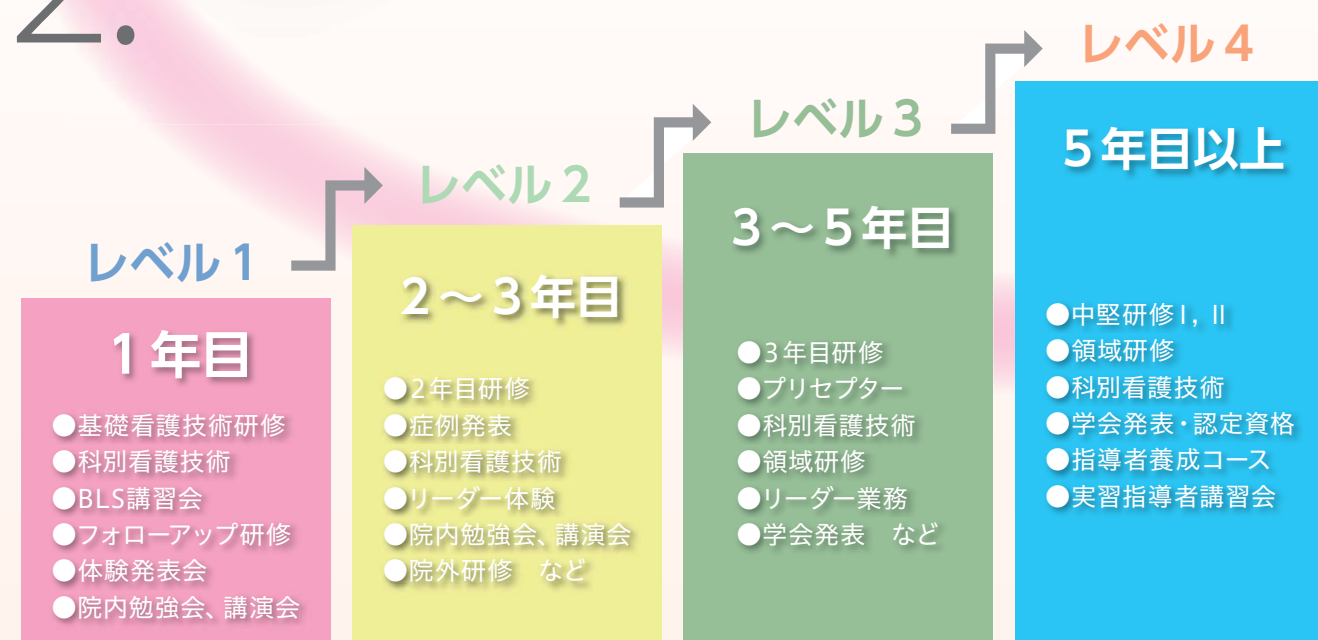 2.
レベル 1
1 年目
●基礎看護技術研修
●科別看護技術
●BLS講習会
●フォローアップ研修
●体験発表会
●院内勉強会、講演会
レベル 2
2 〜 3 年目
●2年目研修
●症例発表
●科別看護技術
●リーダー体験
●院内勉強会、講演会
●院外研修　など
レベル 3
3 〜 5 年目
●3年目研修
●プリセプター
●科別看護技術
●領域研修
●リーダー業務
●学会発表　など
レベル 4
5 年目以上
●中堅研修Ⅰ, Ⅱ
●領域研修
●科別看護技術
●学会発表・認定資格
●指導者養成コース
●実習指導者講習会